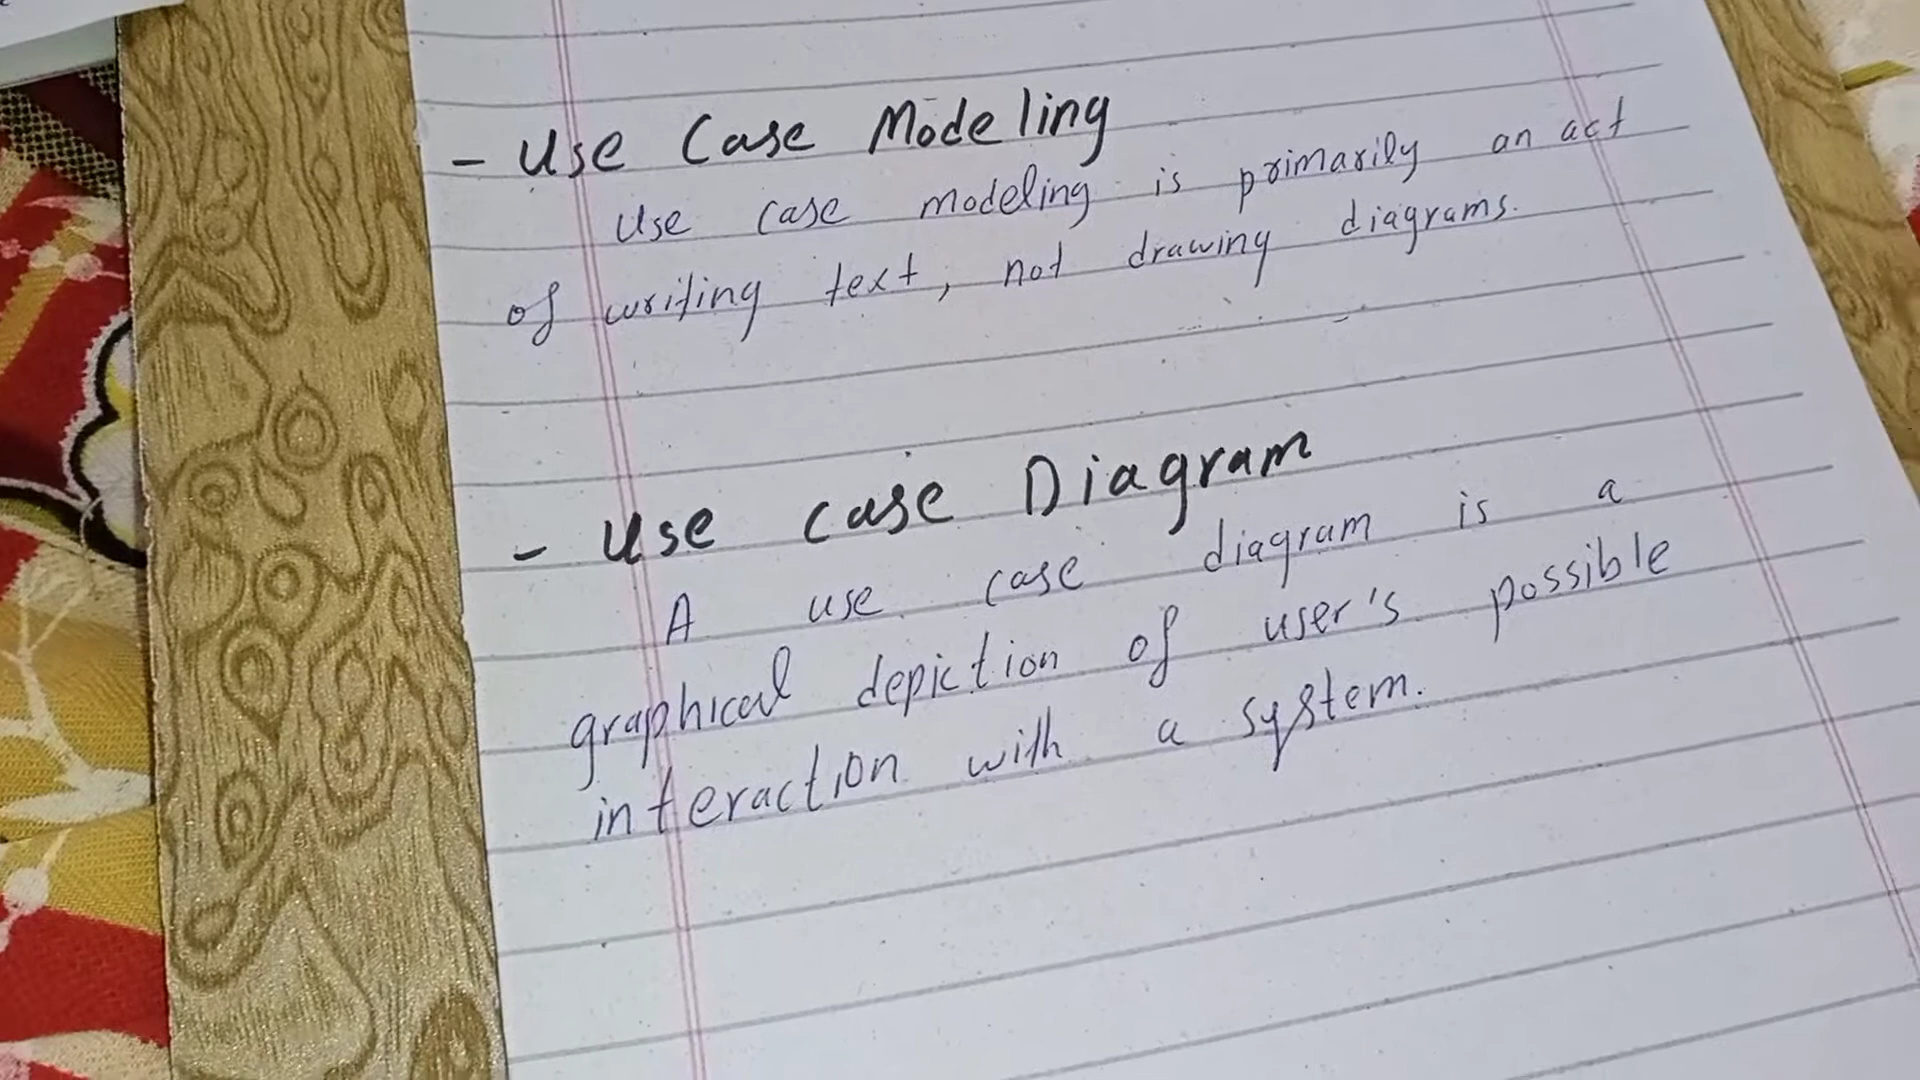 - Use Case Modeling
Use case modeling is primarily an act
of writing text, not drawing diagrams.
- Use case Diagram
A use case diagram is a
graphical depiction of user's possible
interaction with a system.